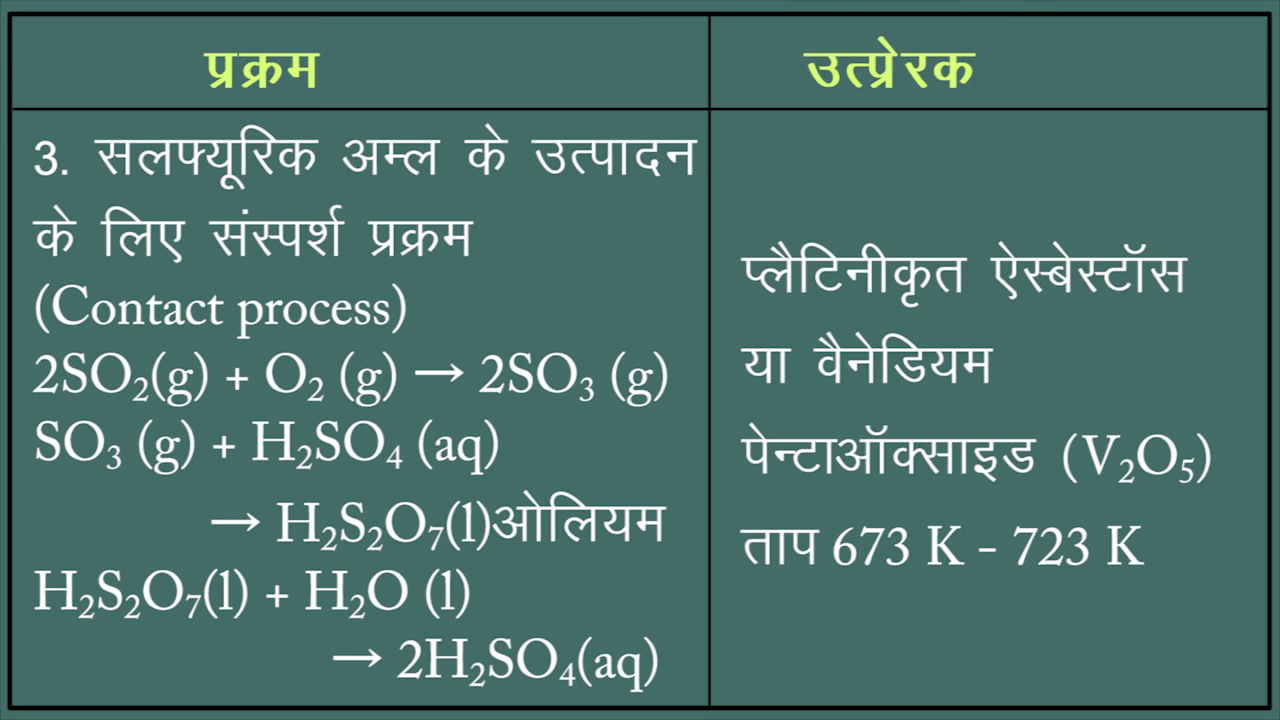 प्रक्रम
उत्प्रेरक
3. सलफ्यूरिक अम्ल के उत्पादन
के लिए संस्पर्श प्रक्रम
(Contact process)
2SO₂(g) + O₂ (g) → 2SO₃ (g)
SO₃ (g) + H₂SO₄ (aq)
→ H₂S₂O₇(l)ओलियम
H₂S₂O₇(l) + H₂O (l)
→ 2H₂SO₄(aq)
प्लैटिनीकृत ऐस्बेस्टॉस
या वैनेडियम
पेन्टाऑक्साइड (V₂O₅)
ताप 673 K - 723 K